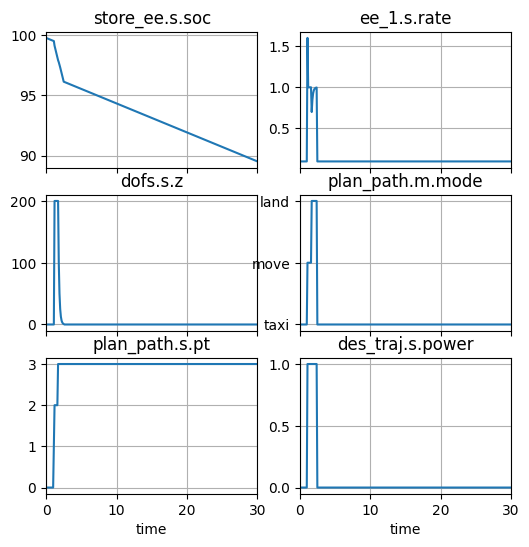 store_ee.s.soc
ee_1.s.rate
100
95
90
1.5
1.0
0.5
dofs.s.z
plan_path.m.mode
200
100
0
land
move
taxi
plan_path.s.pt
des_traj.s.power
3
2
1
0
1.0
0.5
0.0
0 10 20 30
0 10 20 30
time
time